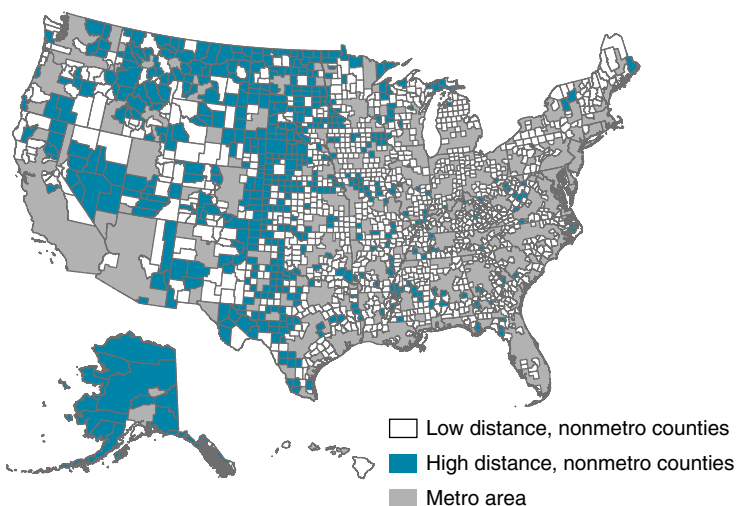 Low distance, nonmetro counties
High distance, nonmetro counties
Metro area